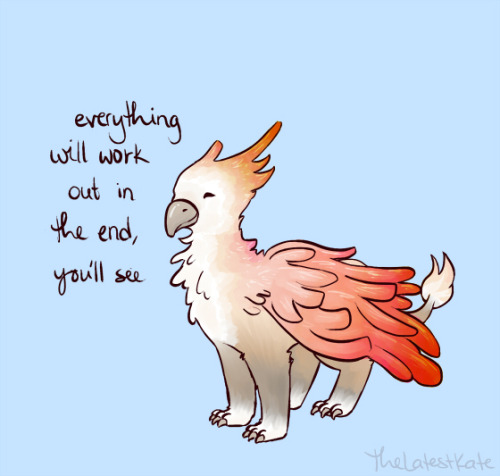 everything
will work
out in
the end,
you'll see
TheLatestKate